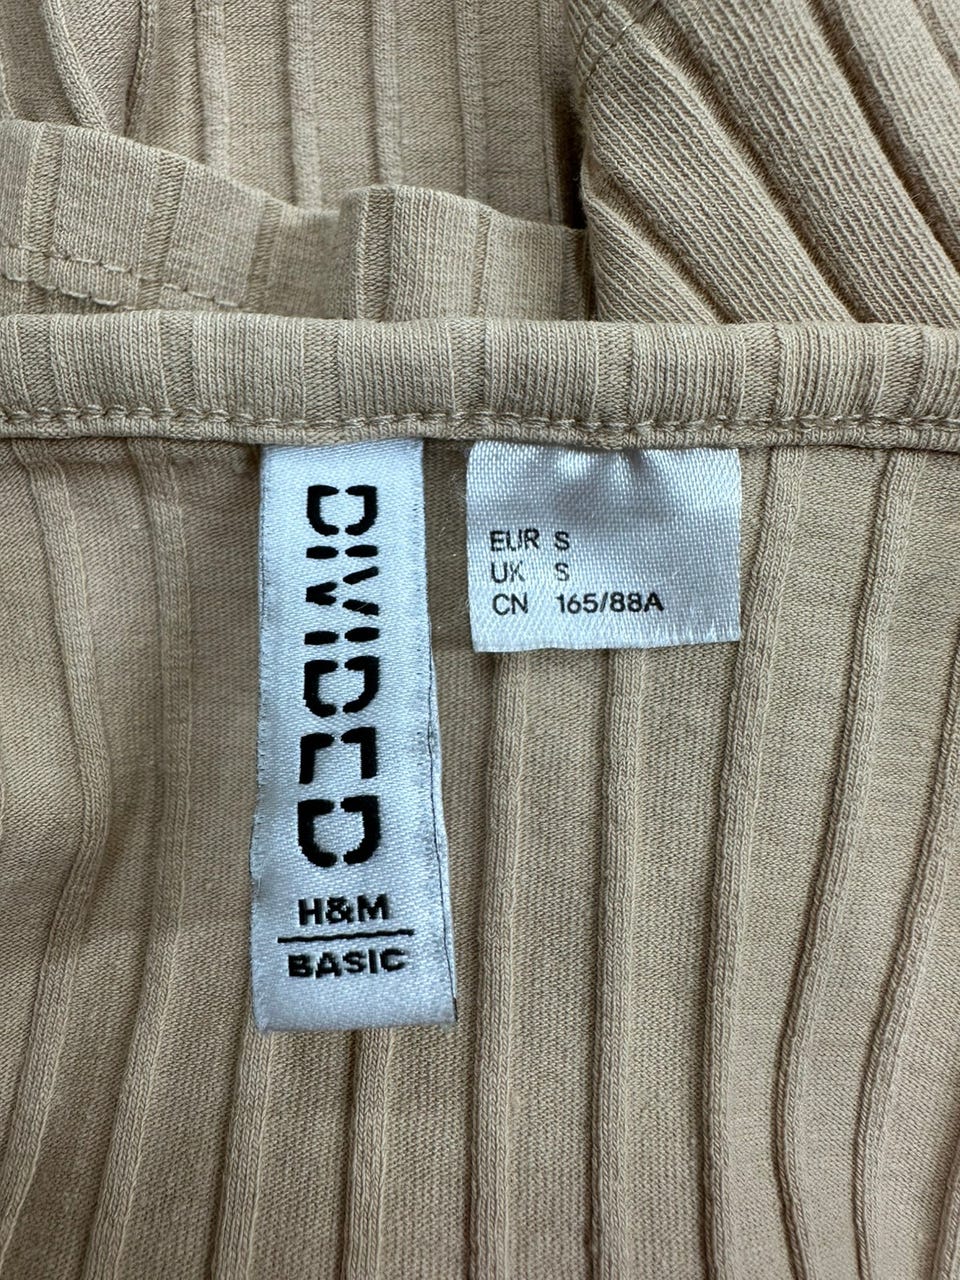 DIVIDED
H&M
BASIC
EUR S
UK S
CN 165/88A